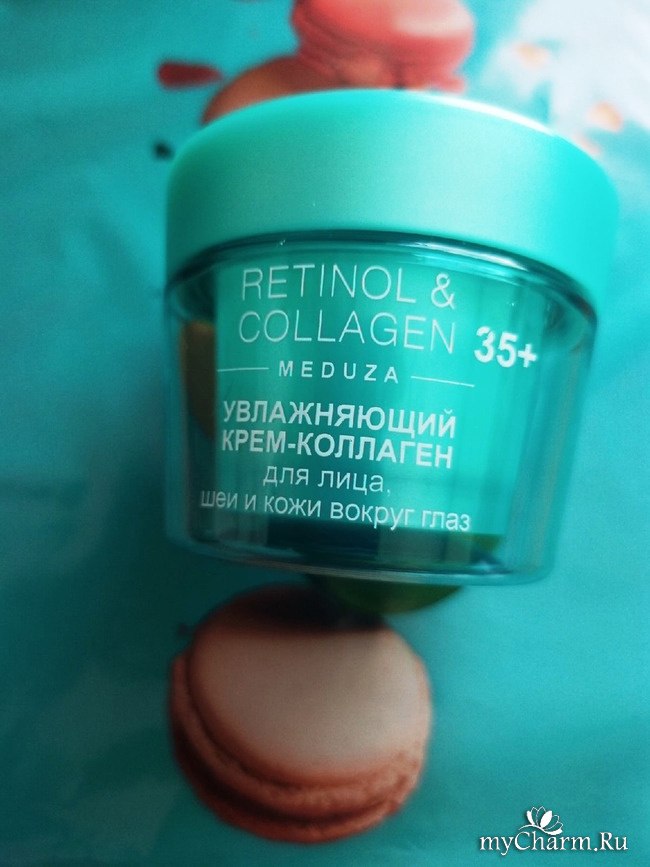 RETINOL &
COLLAGEN 35+
MEDUZA
УВЛАЖНЯЮЩИЙ
КРЕМ-КОЛЛАГЕН
для лица,
шеи и кожи вокруг глаз
myCharm.Ru